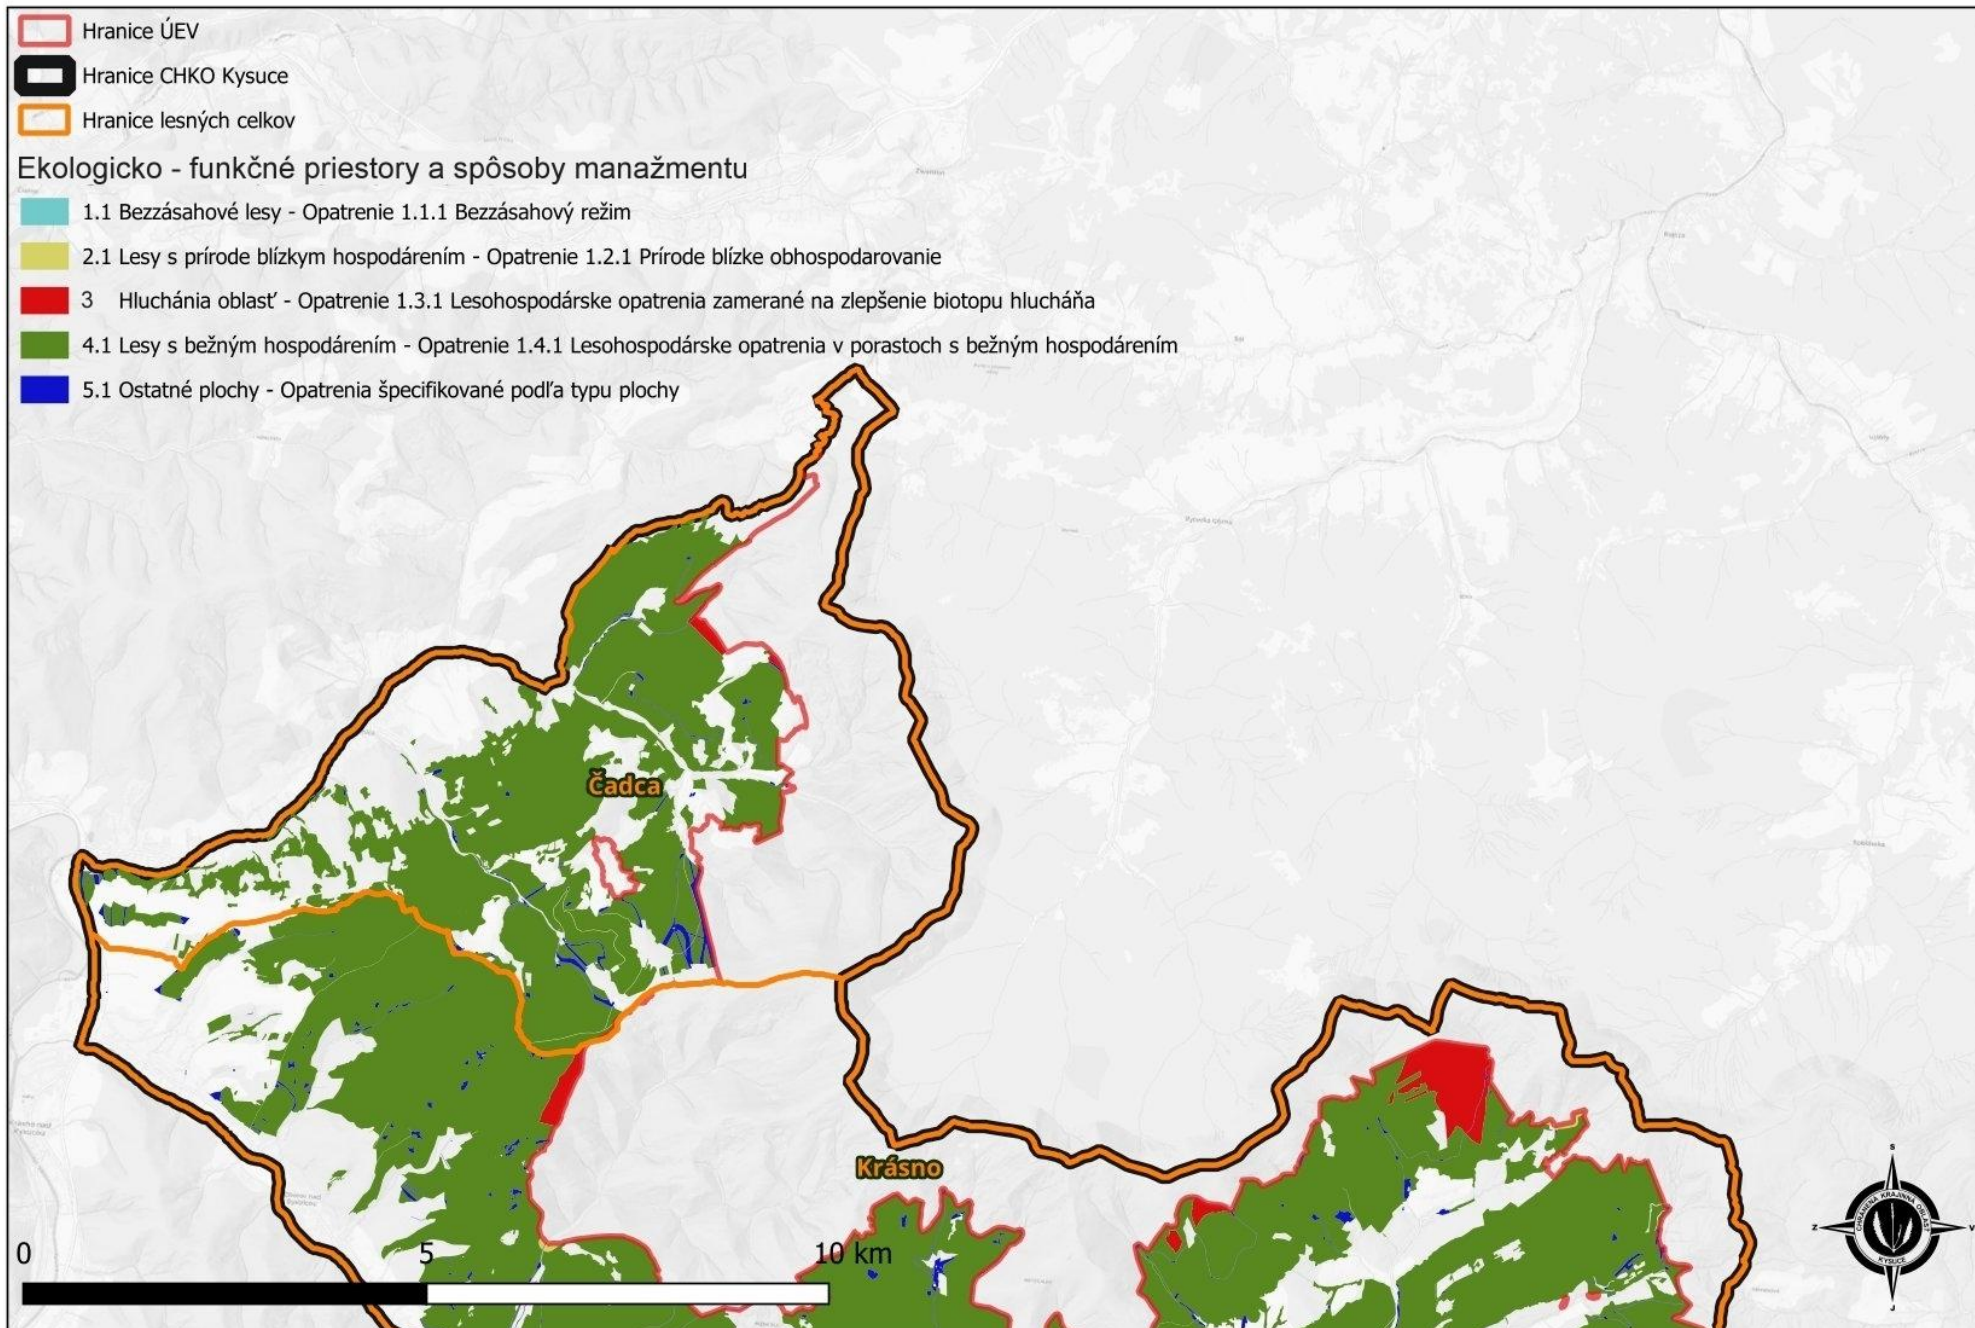 Hranice ÚEV
Hranice CHKO Kysuce
Hranice lesných celkov
Ekologicko - funkčné priestory a spôsoby manažmentu
1.1 Bezzásahové lesy - Opatrenie 1.1.1 Bezzásahový režim
2.1 Lesy s prírode blízkym hospodárením - Opatrenie 1.2.1 Prírode blízke obhospodarovanie
3 Hluchánia oblasť - Opatrenie 1.3.1 Lesohospodárske opatrenia zamerané na zlepšenie biotopu hlucháňa
4.1 Lesy s bežným hospodárením - Opatrenie 1.4.1 Lesohospodárske opatrenia v porastoch s bežným hospodárením
5.1 Ostatné plochy - Opatrenia špecifikované podľa typu plochy
Čadca
Krásno
0 5 10 km
S
Z V
J
CHRÁNENÁ KRAJINNÁ OBLASŤ
KYSUCE